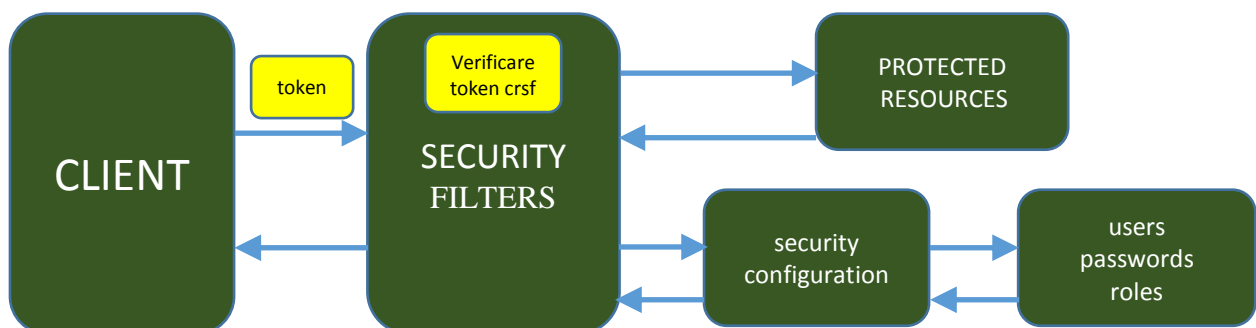 CLIENT
token
Verificare
token crsf
SECURITY
FILTERS
PROTECTED
RESOURCES
security
configuration
users
passwords
roles